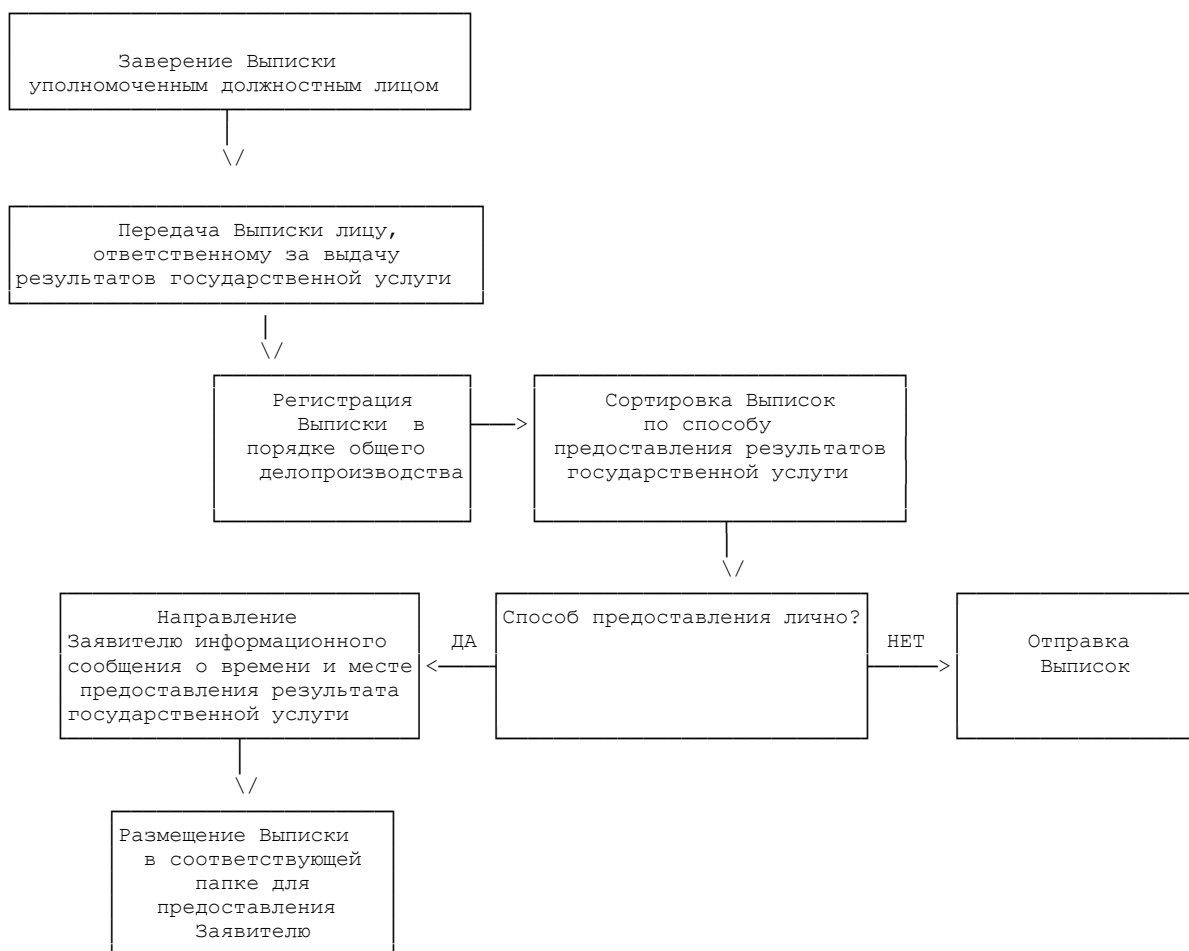 Заверение Выписки
уполномоченным должностным лицом
\/
Передача Выписки лицу,
ответственному за выдачу
результатов государственной услуги
\/
Регистрация
Выписки в
порядке общего
делопроизводства
>
Сортировка Выписок
по способу
предоставления результатов
государственной услуги
\/
Направление
Заявителю информационного
сообщения о времени и месте
предоставления результата
государственной услуги
ДА
<
Способ предоставления лично?
НЕТ
>
Отправка
Выписок
\/
Размещение Выписки
в соответствующей
папке для
предоставления
Заявителю